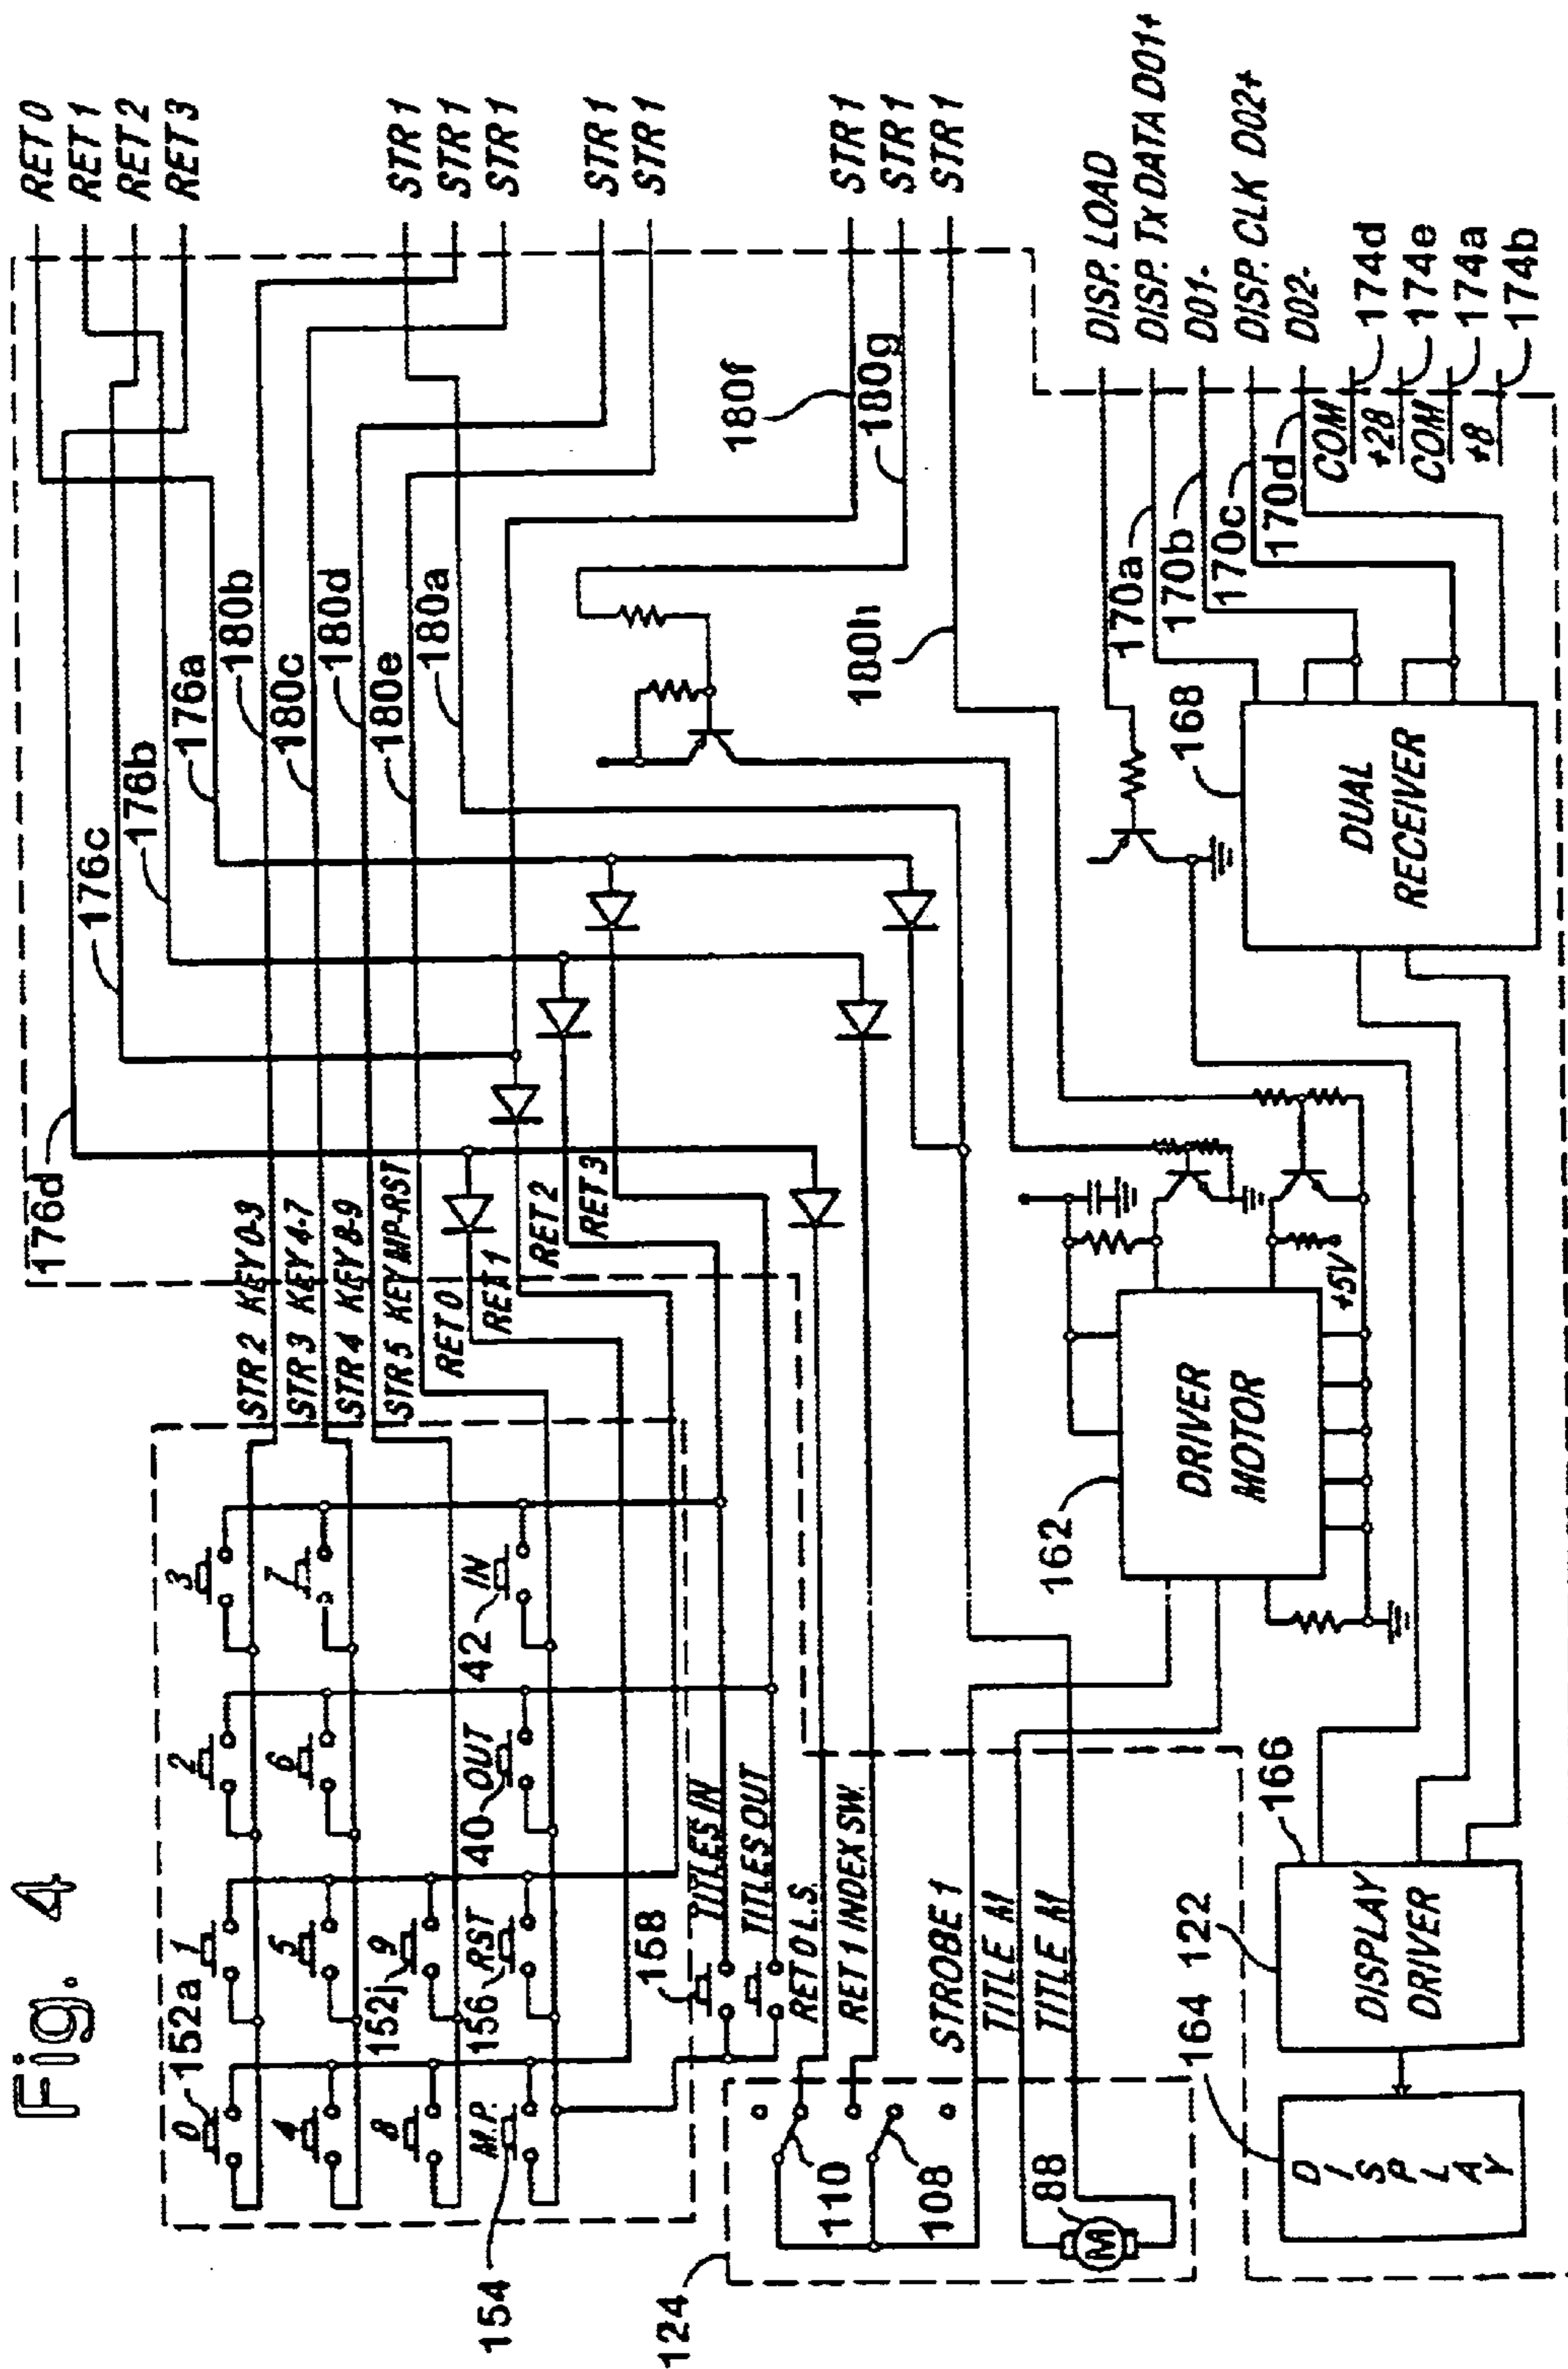 Fig. 4
RET 0
RET 1
RET 2
RET 3
STR 1
STR 1
STR 1
STR 1
STR 1
STR 1
STR 1
STR 1
DISP. LOAD
DISP. Tx DATA D01+
D01-
DISP. CLK D02+
D02-
174d
174e
174a
174b
COM
+28
COM
+8
176d
176c
176b
176a
180b
180c
180d
180e
180a
180f
180g
180h
170a
170b
170c
170d
STR 2 KEY 0-3
STR 3 KEY 4-7
STR 4 KEY 8-9
STR 5 KEY MP-RST
RET 0
RET 1
RET 2
RET 3
0
152a
1
2
3
4
5
6
7
8
152j
9
M.P.
154
156
RST
40
OUT
42
IN
158
TITLES IN
TITLES OUT
RET 0 L.S.
RET 1 INDEX SW.
STROBE 1
TITLE M
TITLE M
124
110
108
88
M
162
DRIVER
MOTOR
+5V
168
DUAL
RECEIVER
164
122
166
DISPLAY
DISPLAY
DRIVER